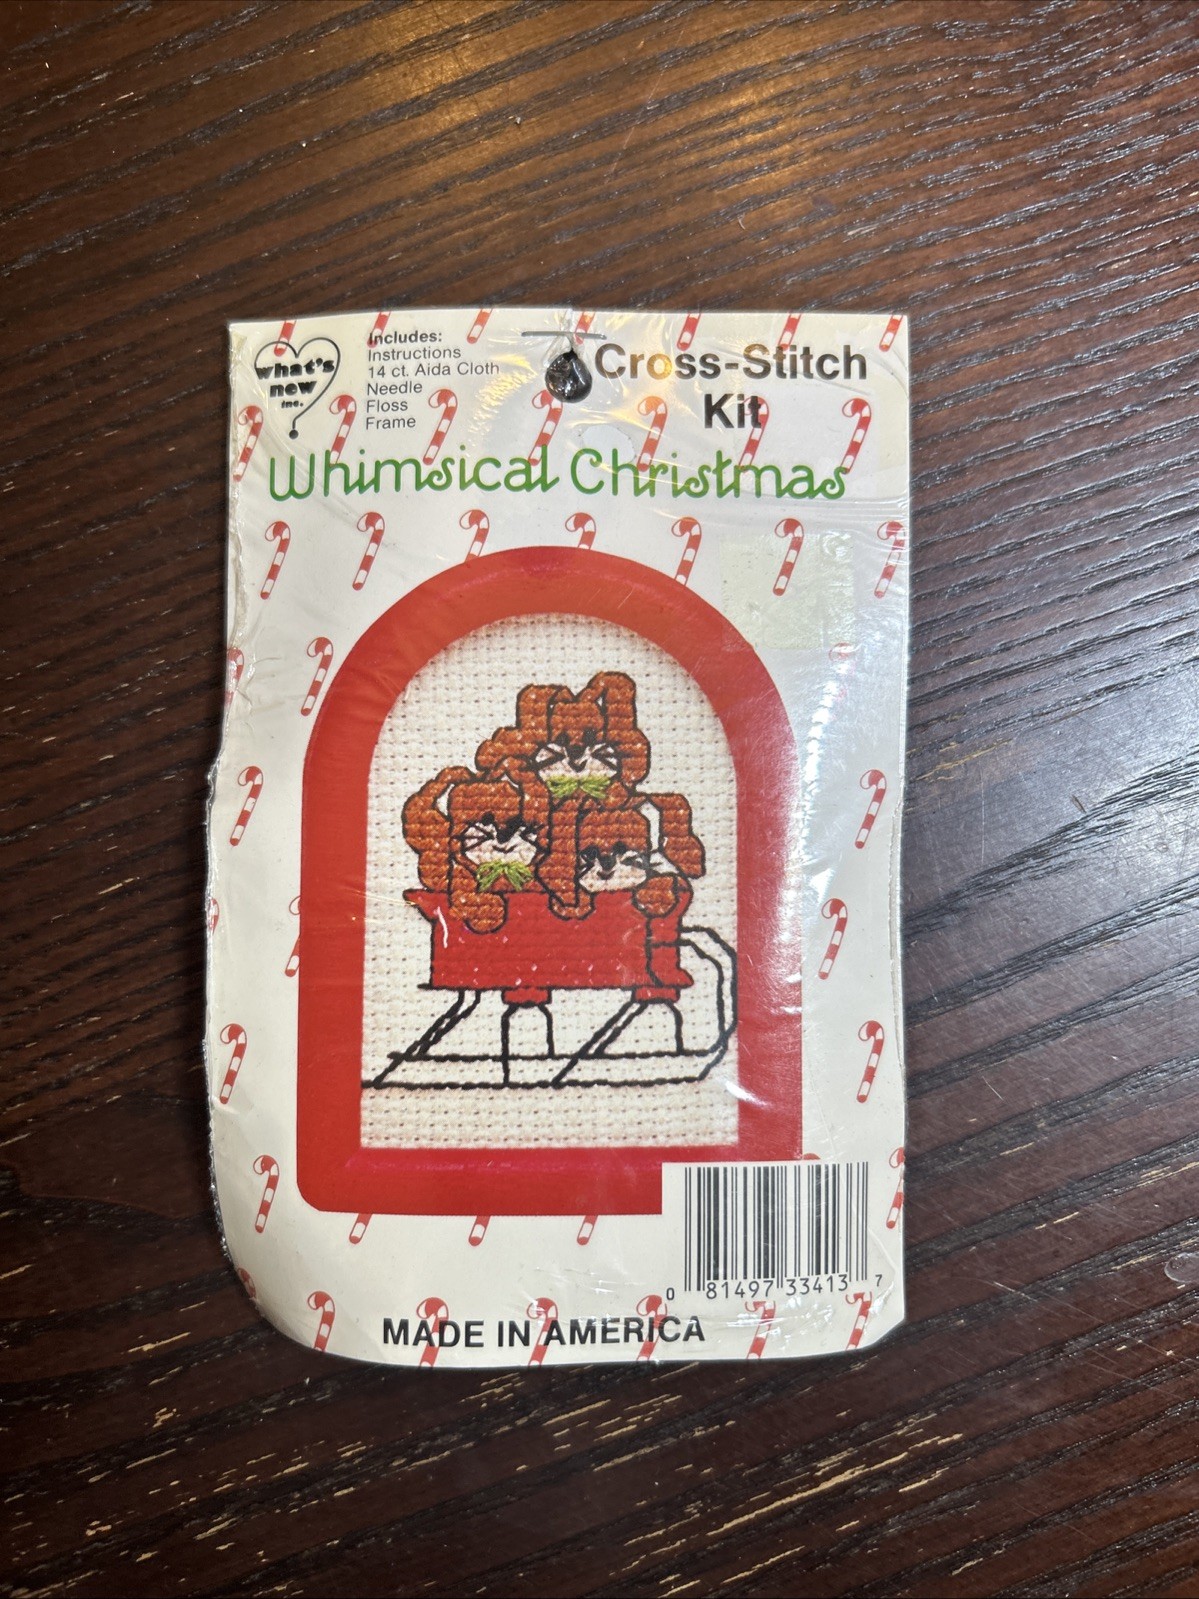 what's
new
inc.
Includes:
Instructions
14 ct. Aida Cloth
Needle
Floss
Frame
Cross-Stitch
Kit
Whimsical Christmas
0 81497 33413 7
MADE IN AMERICA